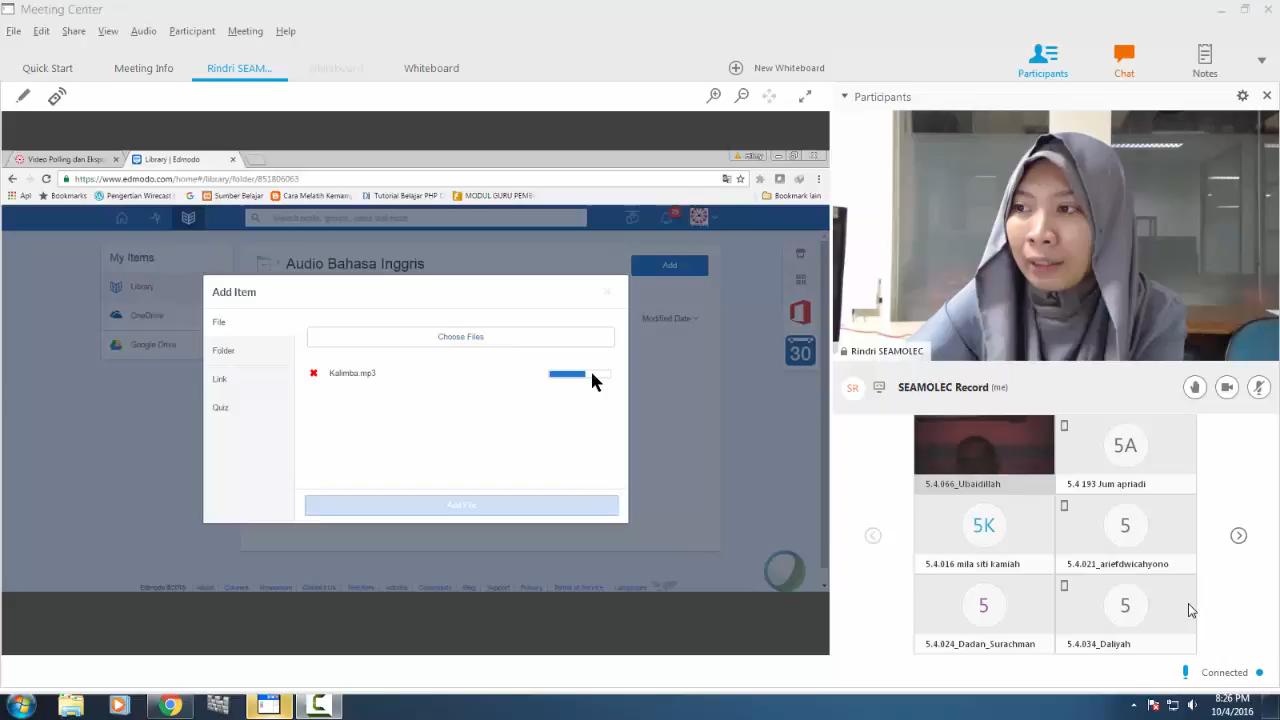 Meeting Center
File Edit Share View Audio Participant Meeting Help
Quick Start Meeting Info Rindri SEAM... Whiteboard Whiteboard New Whiteboard
Participants Chat Notes
Participants
Video Polling dan Ekspo Library | Edmodo
https://www.edmodo.com/home#/library/folder/851806063
Apl Bookmarks Pengertian Wirecast G Sumber Belajar Cara Melatih Keman Tutorial Belajar PHP MODUL GURU PEMB Bookmark lain
My Items
Audio Bahasa Inggris
Add
Library
OneDrive
Google Drive
Modified Date
30
Add Item
File
Folder
Link
Quiz
Choose Files
Kalimba.mp3
Add File
Rindri SEAMOLEC
SR SEAMOLEC Record (me)
5.4.066_Ubaidillah
5A
5.4 193 Jum apriadi
5K
5.4.016 mila siti kamiah
5
5.4.021_ariefdwicahyono
5
5.4.024_Dadan_Surachman
5
5.4.034_Daliyah
Connected
8:26 PM
10/4/2016